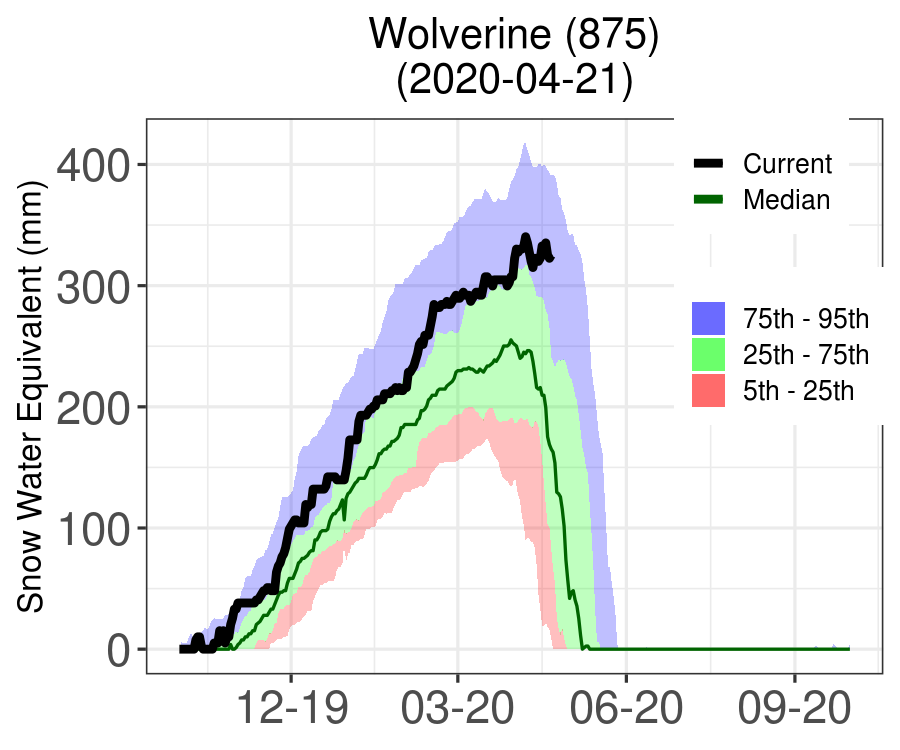 Wolverine (875)
(2020-04-21)
Snow Water Equivalent (mm)
400
300
200
100
0
12-19
03-20
06-20
09-20
Current
Median
75th - 95th
25th - 75th
5th - 25th